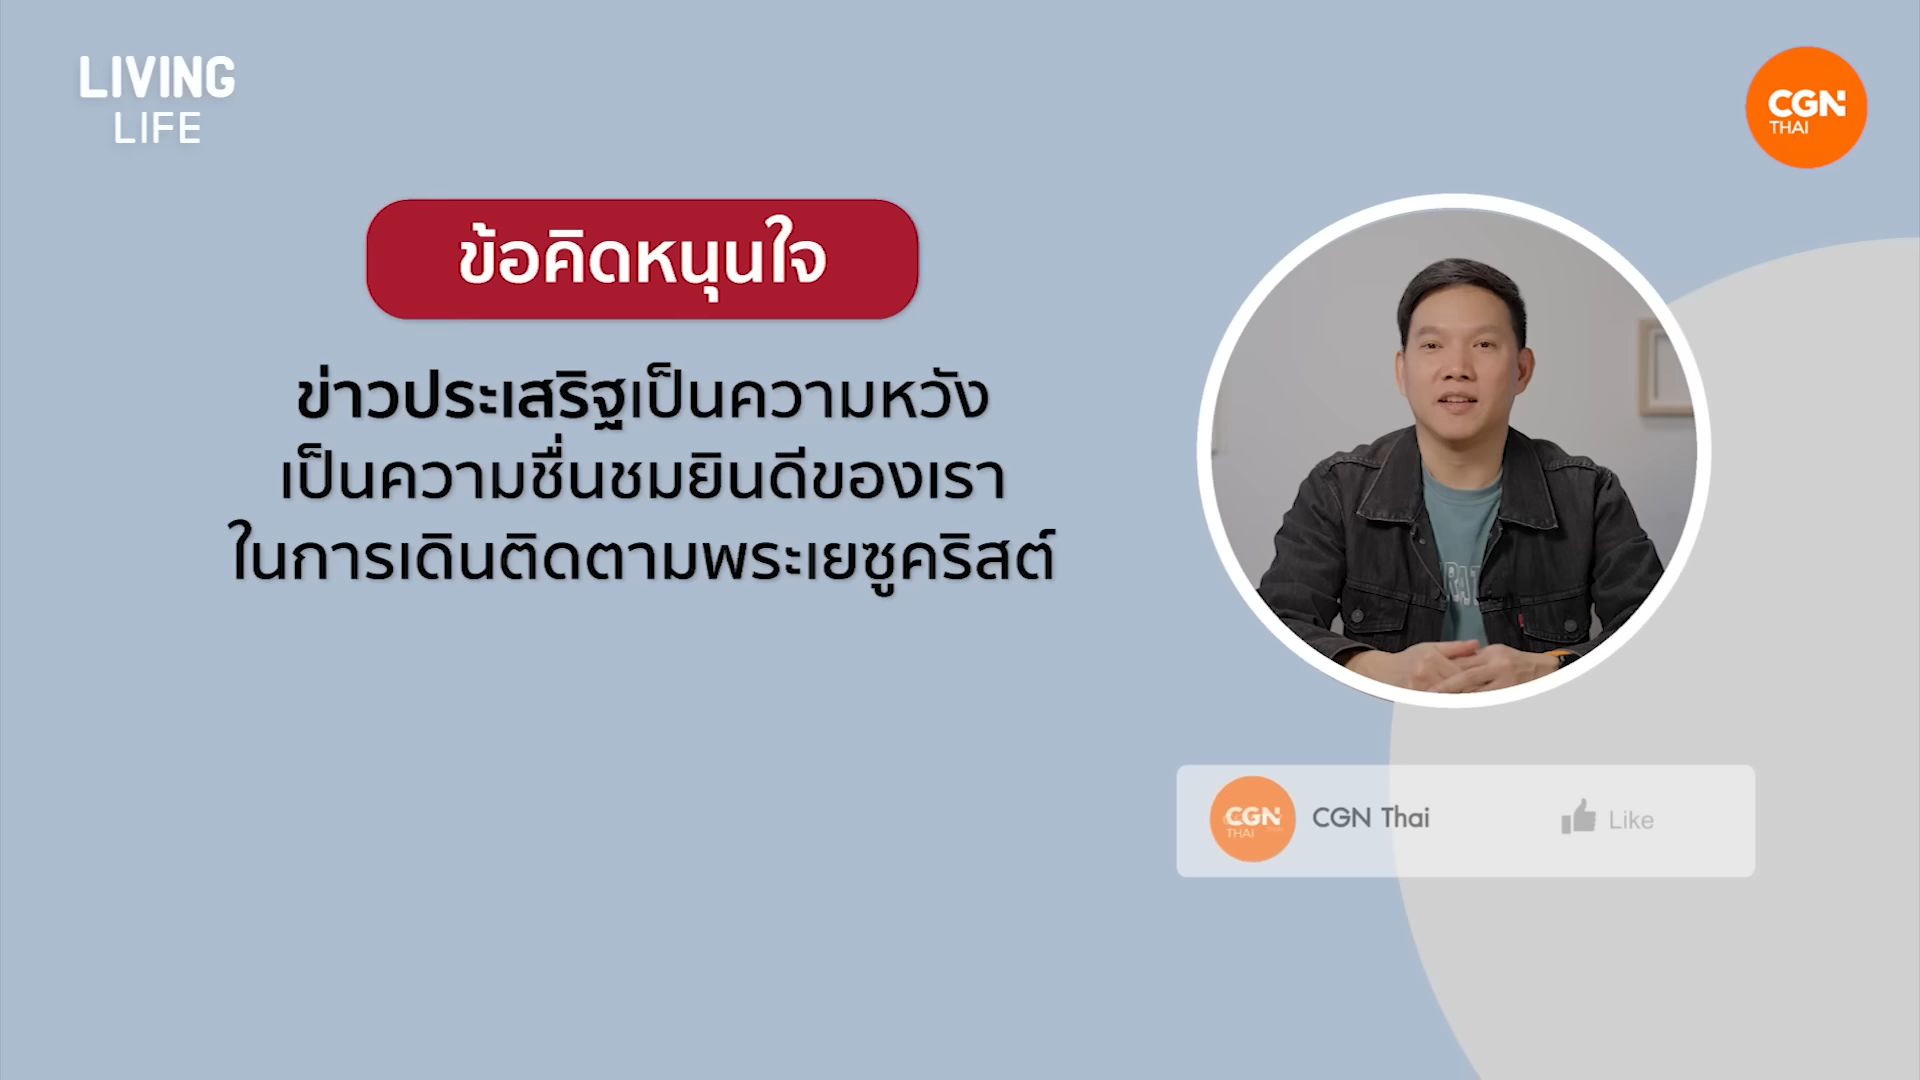 LIVING
LIFE
CGN
THAI
ข้อคิดหนุนใจ
ข่าวประเสริฐเป็นความหวัง
เป็นความชื่นชมยินดีของเรา
ในการเดินติดตามพระเยซูคริสต์
CGN
THAI
CGN Thai
Like